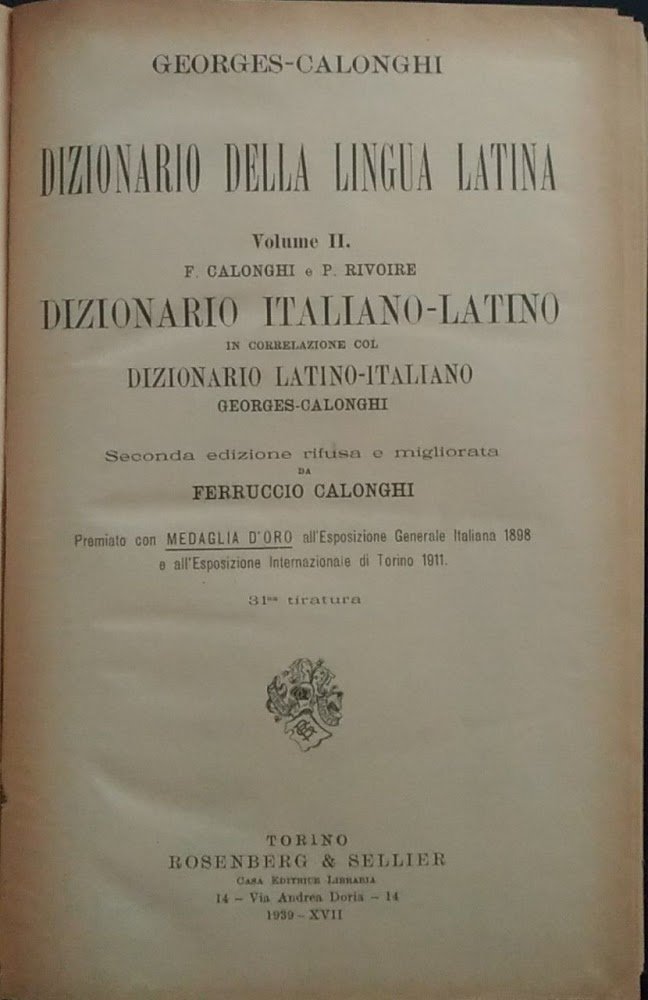 GEORGES-CALONGHI
DIZIONARIO DELLA LINGUA LATINA
Volume II.
F. CALONGHI e P. RIVOIRE
DIZIONARIO ITALIANO-LATINO
IN CORRELAZIONE COL
DIZIONARIO LATINO-ITALIANO
GEORGES-CALONGHI
Seconda edizione rifusa e migliorata
DA
FERRUCCIO CALONGHI
Premiato con MEDAGLIA D'ORO all'Esposizione Generale Italiana 1898
e all'Esposizione Internazionale di Torino 1911.
31ma tiratura
TORINO
ROSENBERG & SELLIER
CASA EDITRICE LIBRARIA
14 – Via Andrea Doria – 14
1939 – XVII